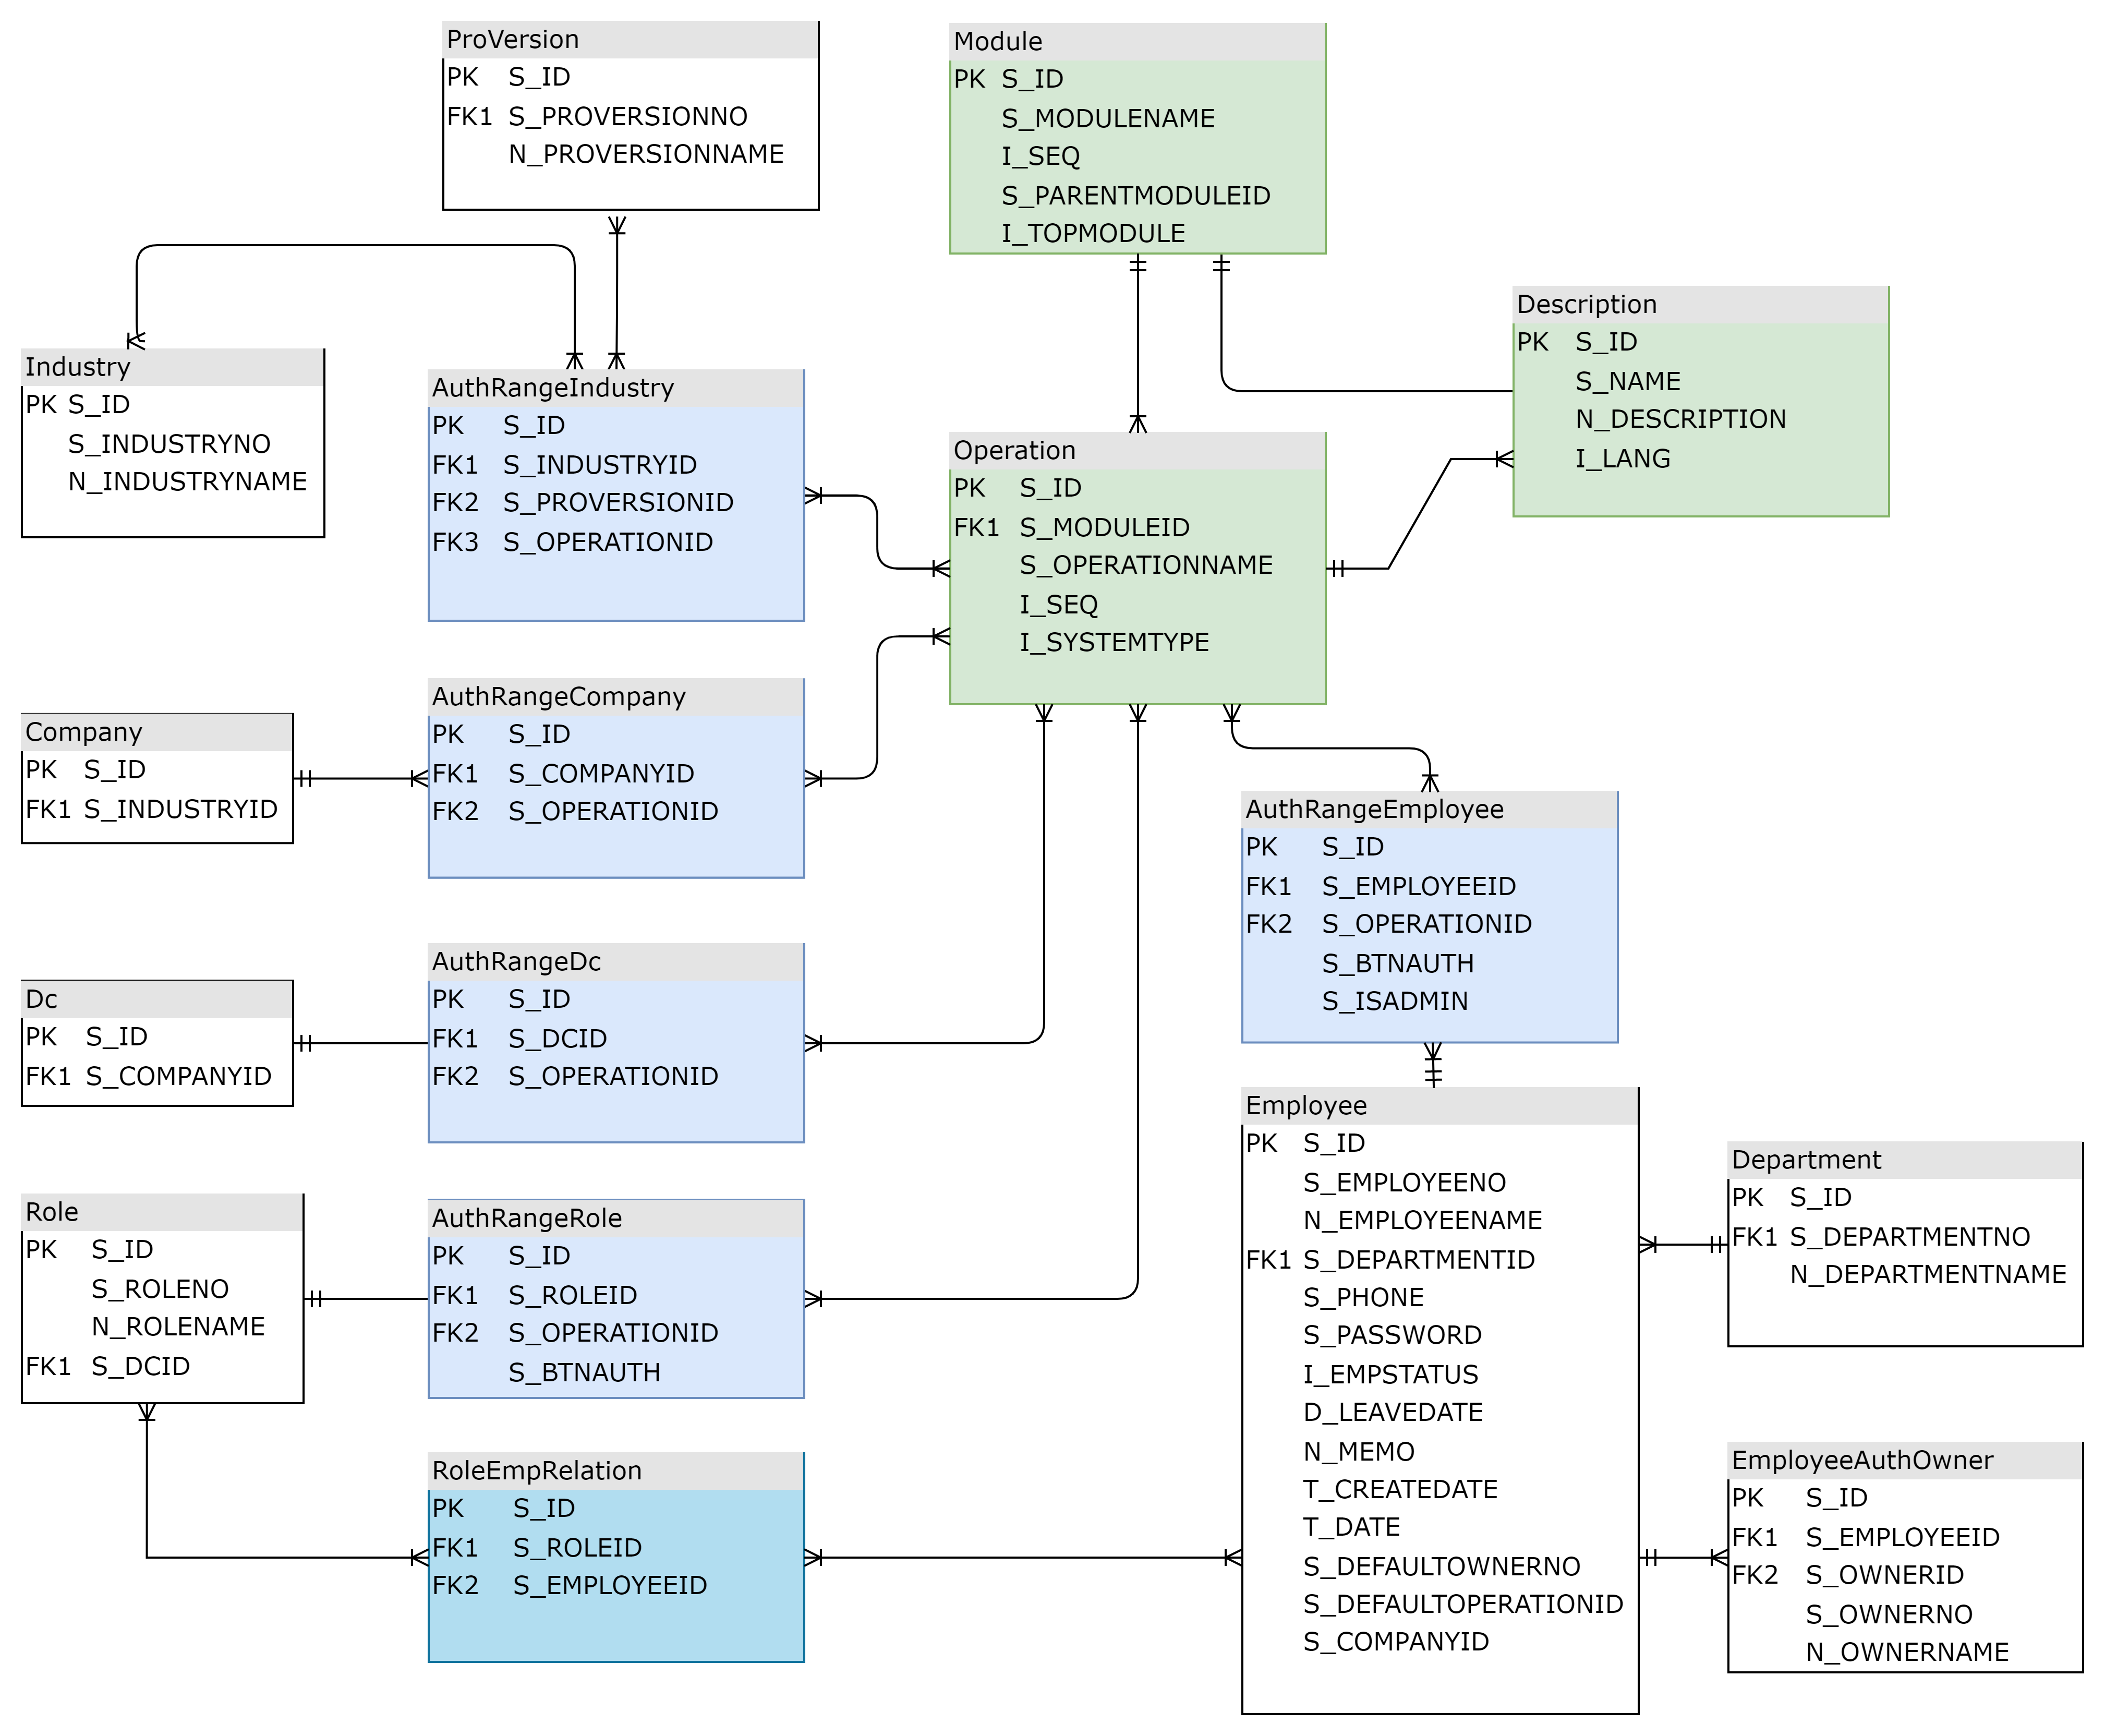 ProVersion
PK S_ID
FK1 S_PROVERSIONNO
N_PROVERSIONNAME
Module
PK S_ID
S_MODULENAME
I_SEQ
S_PARENTMODULEID
I_TOPMODULE
Description
PK S_ID
S_NAME
N_DESCRIPTION
I_LANG
Industry
PK S_ID
S_INDUSTRYNO
N_INDUSTRYNAME
AuthRangeIndustry
PK S_ID
FK1 S_INDUSTRYID
FK2 S_PROVERSIONID
FK3 S_OPERATIONID
Operation
PK S_ID
FK1 S_MODULEID
S_OPERATIONNAME
I_SEQ
I_SYSTEMTYPE
Company
PK S_ID
FK1 S_INDUSTRYID
AuthRangeCompany
PK S_ID
FK1 S_COMPANYID
FK2 S_OPERATIONID
AuthRangeEmployee
PK S_ID
FK1 S_EMPLOYEEID
FK2 S_OPERATIONID
S_BTNAUTH
S_ISADMIN
Dc
PK S_ID
FK1 S_COMPANYID
AuthRangeDc
PK S_ID
FK1 S_DCID
FK2 S_OPERATIONID
Role
PK S_ID
S_ROLENO
N_ROLENAME
FK1 S_DCID
AuthRangeRole
PK S_ID
FK1 S_ROLEID
FK2 S_OPERATIONID
S_BTNAUTH
Employee
PK S_ID
S_EMPLOYEENO
N_EMPLOYEENAME
FK1 S_DEPARTMENTID
S_PHONE
S_PASSWORD
I_EMPSTATUS
D_LEAVEDATE
N_MEMO
T_CREATEDATE
T_DATE
S_DEFAULTOWNERNO
S_DEFAULTOPERATIONID
S_COMPANYID
Department
PK S_ID
FK1 S_DEPARTMENTNO
N_DEPARTMENTNAME
RoleEmpRelation
PK S_ID
FK1 S_ROLEID
FK2 S_EMPLOYEEID
EmployeeAuthOwner
PK S_ID
FK1 S_EMPLOYEEID
FK2 S_OWNERID
S_OWNERNO
N_OWNERNAME